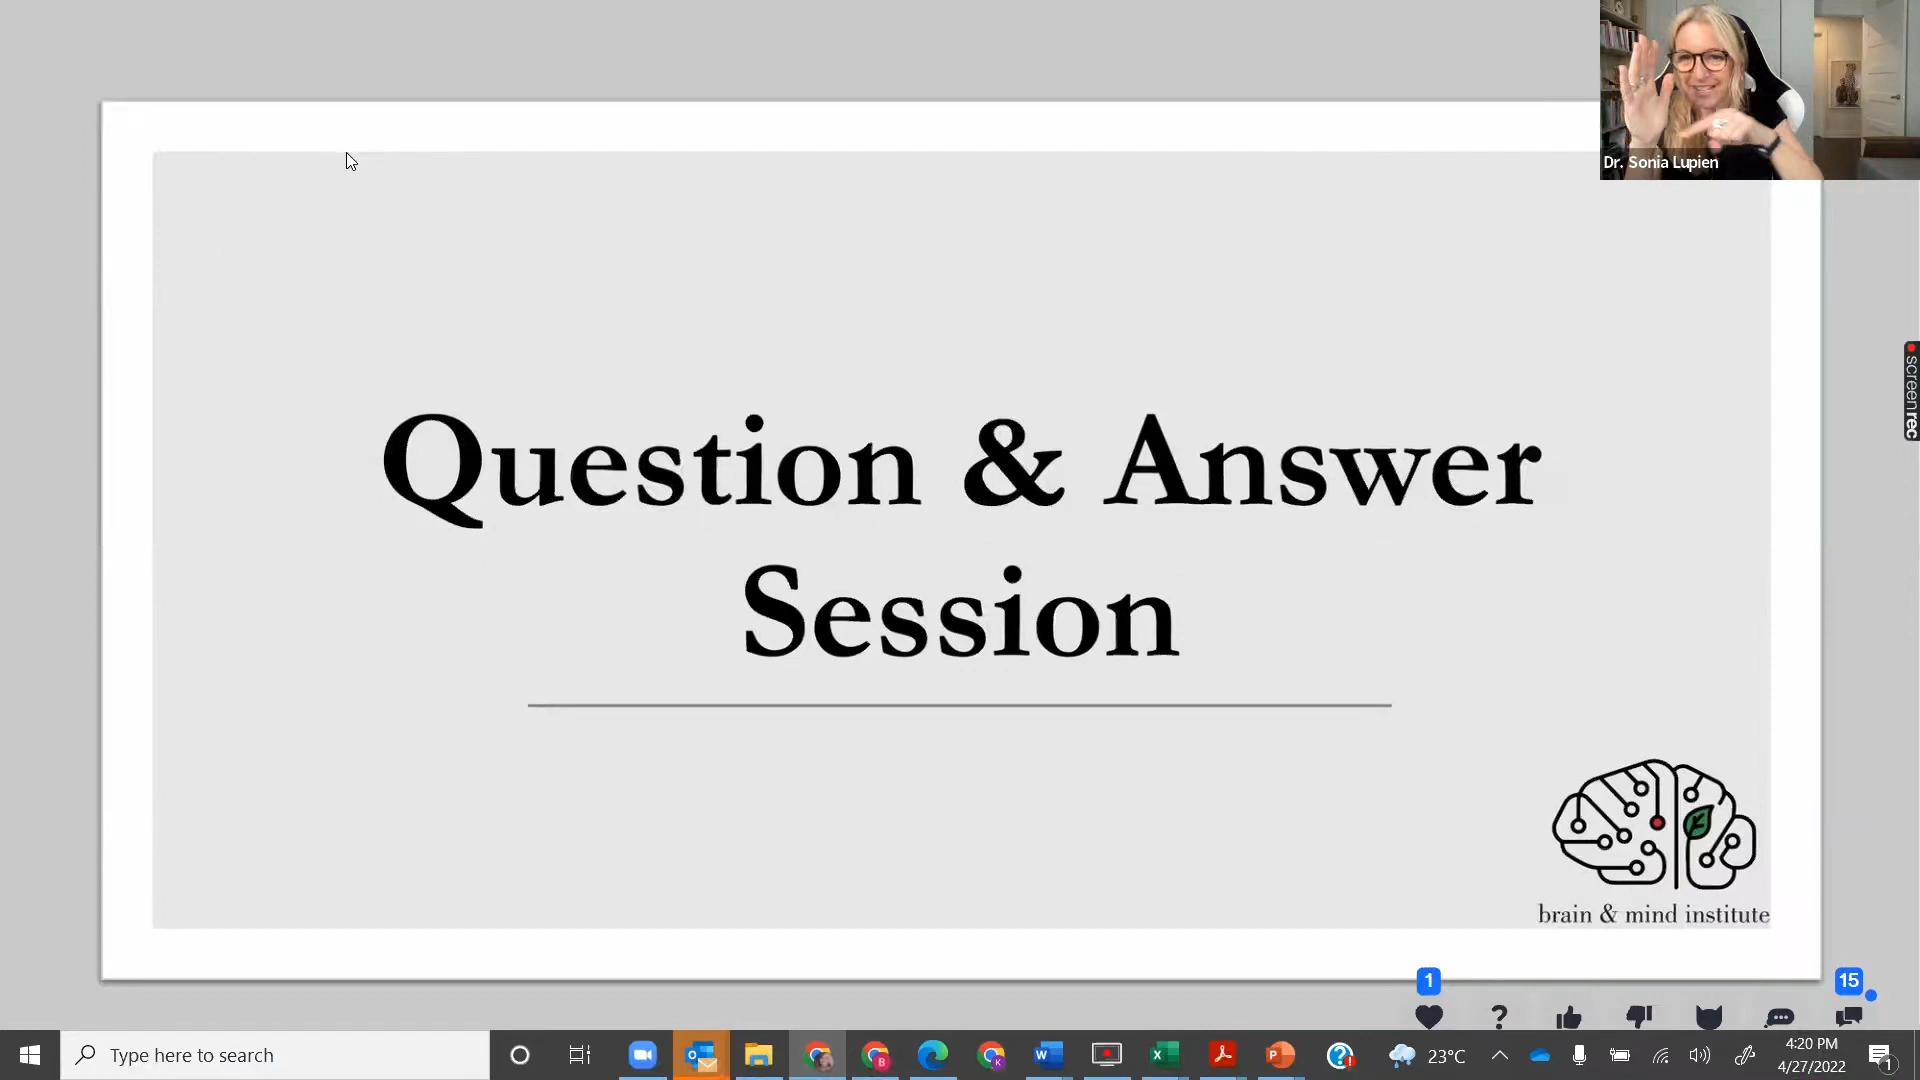 Dr. Sonia Lupien
Question & Answer
Session
brain & mind institute
screenrec
1
15
Type here to search
23°C
4:20 PM
4/27/2022
1